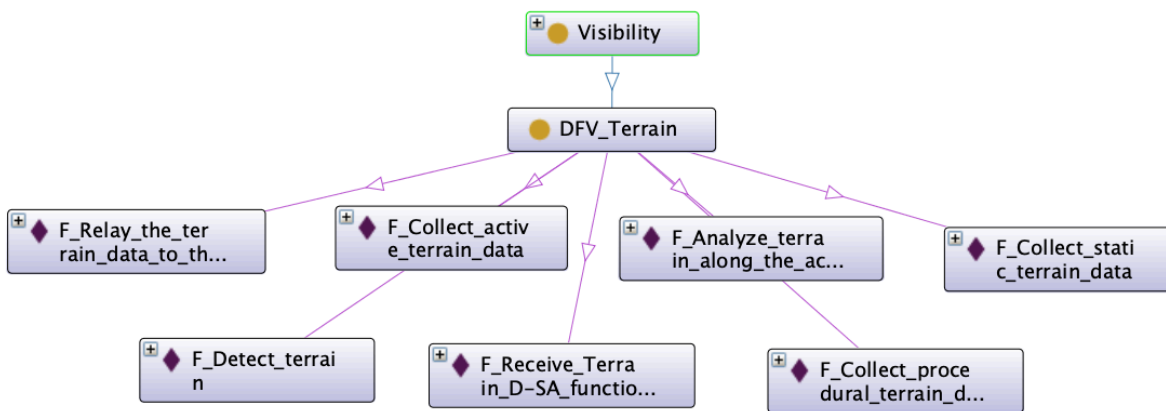 Visibility
DFV_Terrain
F_Relay_the_ter
rain_data_to_th...
F_Collect_activ
e_terrain_data
F_Analyze_terra
in_along_the_ac...
F_Collect_stati
c_terrain_data
F_Detect_terrai
n
F_Receive_Terra
in_D-SA_functio...
F_Collect_proce
dural_terrain_d...